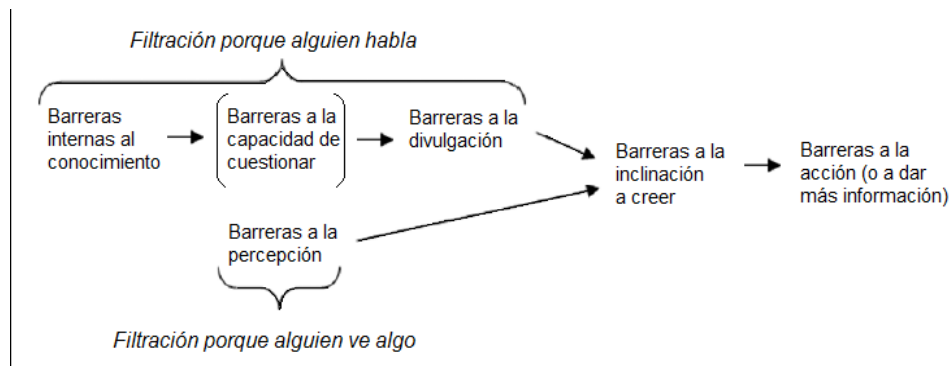 Filtración porque alguien habla
Barreras
internas al
conocimiento
Barreras a la
capacidad de
cuestionar
Barreras a la
divulgación
Barreras a la
inclinación
a creer
Barreras a la
acción (o a dar
más información)
Barreras a la
percepción
Filtración porque alguien ve algo